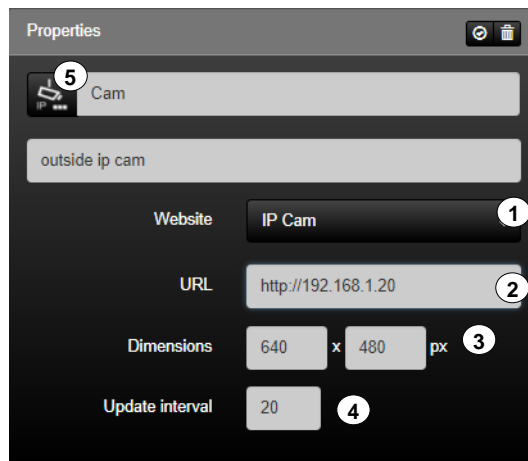 Properties
5
IP
Cam
outside ip cam
Website
IP Cam
1
URL
http://192.168.1.20
2
Dimensions
640 x 480 px
3
Update interval
20
4